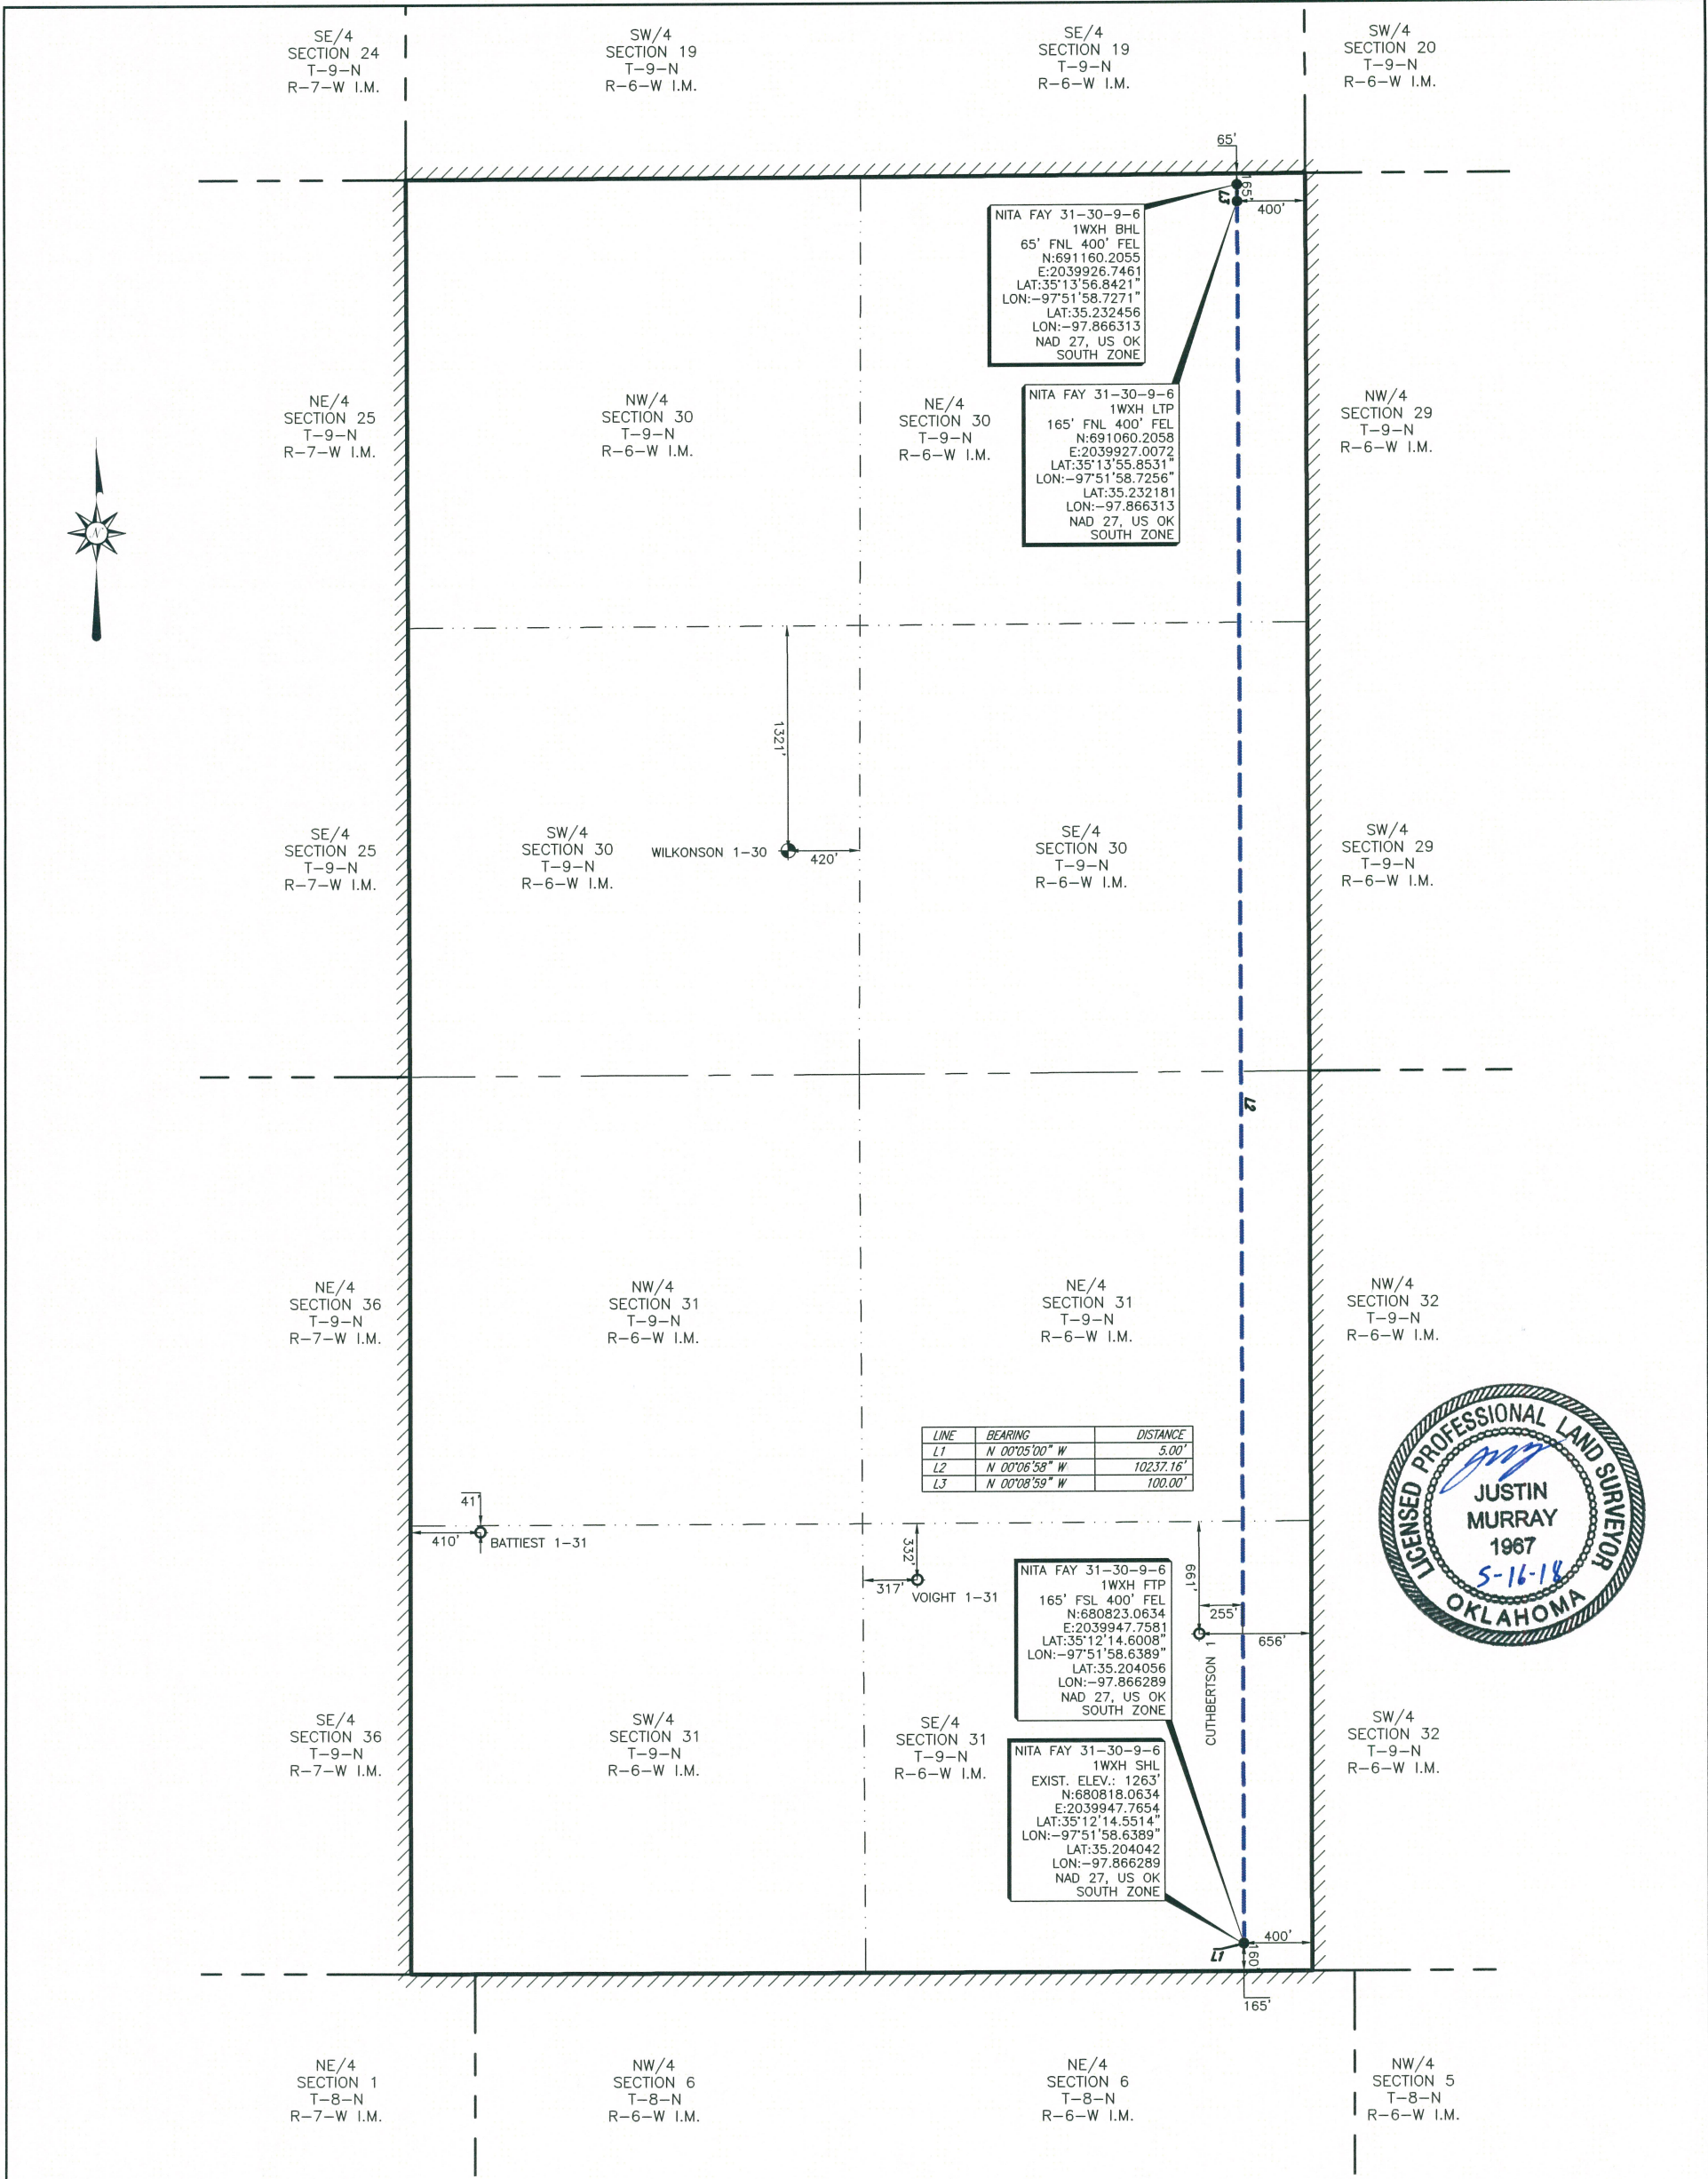 SE/4
SECTION 24
T-9-N
R-7-W I.M.
SW/4
SECTION 19
T-9-N
R-6-W I.M.
SE/4
SECTION 19
T-9-N
R-6-W I.M.
SW/4
SECTION 20
T-9-N
R-6-W I.M.
65'
165'
L3
400'
NITA FAY 31-30-9-6
1WXH BHL
65' FNL 400' FEL
N:691160.2055
E:2039926.7461
LAT:35°13'56.8421"
LON:-97°51'58.7271"
LAT:35.232456
LON:-97.866313
NAD 27, US OK
SOUTH ZONE
NITA FAY 31-30-9-6
1WXH LTP
165' FNL 400' FEL
N:691060.2058
E:2039927.0072
LAT:35°13'55.8531"
LON:-97°51'58.7256"
LAT:35.232181
LON:-97.866313
NAD 27, US OK
SOUTH ZONE
NE/4
SECTION 25
T-9-N
R-7-W I.M.
NW/4
SECTION 30
T-9-N
R-6-W I.M.
NE/4
SECTION 30
T-9-N
R-6-W I.M.
NW/4
SECTION 29
T-9-N
R-6-W I.M.
N
1321'
SE/4
SECTION 25
T-9-N
R-7-W I.M.
SW/4
SECTION 30
T-9-N
R-6-W I.M.
WILKONSON 1-30
420'
SE/4
SECTION 30
T-9-N
R-6-W I.M.
SW/4
SECTION 29
T-9-N
R-6-W I.M.
L2
NE/4
SECTION 36
T-9-N
R-7-W I.M.
NW/4
SECTION 31
T-9-N
R-6-W I.M.
NE/4
SECTION 31
T-9-N
R-6-W I.M.
NW/4
SECTION 32
T-9-N
R-6-W I.M.
LINE BEARING DISTANCE
L1 N 00°05'00" W 5.00'
L2 N 00°06'58" W 10237.16'
L3 N 00°08'59" W 100.00'
LICENSED PROFESSIONAL LAND SURVEYOR
JUSTIN
MURRAY
1967
5-16-18
OKLAHOMA
41'
410'
BATTIEST 1-31
332'
317'
VOIGHT 1-31
661'
255'
656'
CUTHBERTSON 1
NITA FAY 31-30-9-6
1WXH FTP
165' FSL 400' FEL
N:680823.0634
E:2039947.7581
LAT:35°12'14.6008"
LON:-97°51'58.6389"
LAT:35.204056
LON:-97.866289
NAD 27, US OK
SOUTH ZONE
NITA FAY 31-30-9-6
1WXH SHL
EXIST. ELEV.: 1263'
N:680818.0634
E:2039947.7654
LAT:35°12'14.5514"
LON:-97°51'58.6389"
LAT:35.204042
LON:-97.866289
NAD 27, US OK
SOUTH ZONE
SE/4
SECTION 36
T-9-N
R-7-W I.M.
SW/4
SECTION 31
T-9-N
R-6-W I.M.
SE/4
SECTION 31
T-9-N
R-6-W I.M.
SW/4
SECTION 32
T-9-N
R-6-W I.M.
400'
L1
160'
165'
NE/4
SECTION 1
T-8-N
R-7-W I.M.
NW/4
SECTION 6
T-8-N
R-6-W I.M.
NE/4
SECTION 6
T-8-N
R-6-W I.M.
NW/4
SECTION 5
T-8-N
R-6-W I.M.